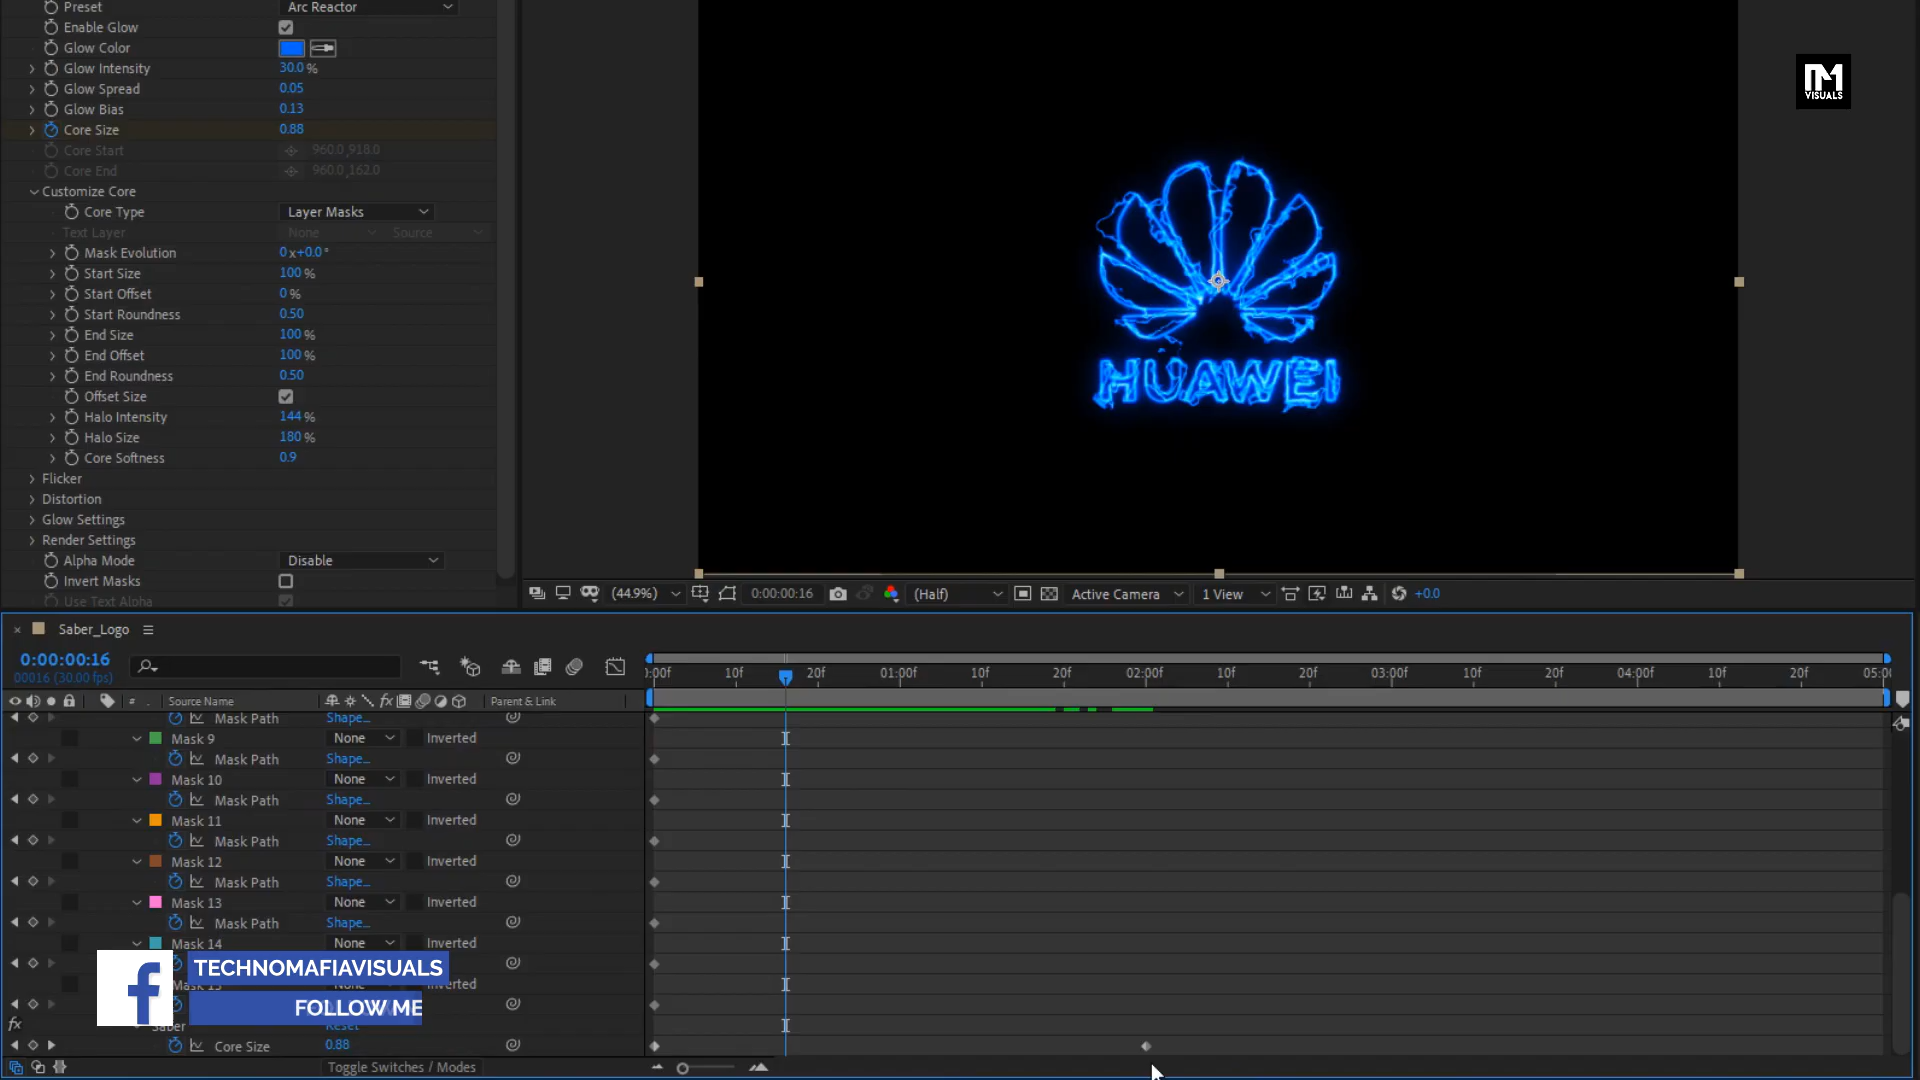 Preset Arc Reactor
Enable Glow
Glow Color
Glow Intensity 30.0 %
Glow Spread 0.05
Glow Bias 0.13
Core Size 0.88
Core Start 960.0,918.0
Core End 960.0,162.0
Customize Core
Core Type Layer Masks
Text Layer None Source
Mask Evolution 0x+0.0°
Start Size 100 %
Start Offset 0 %
Start Roundness 0.50
End Size 100 %
End Offset 100 %
End Roundness 0.50
Offset Size
Halo Intensity 144 %
Halo Size 180 %
Core Softness 0.9
Flicker
Distortion
Glow Settings
Render Settings
Alpha Mode Disable
Invert Masks
Use Text Alpha
VISUALS
HUAWEI
(44.9%) 0:00:00:16 (Half) Active Camera 1 View +0.0
Saber_Logo
0:00:00:16
00016 (30.00 fps)
0:00f 10f 20f 01:00f 10f 20f 02:00f 10f 20f 03:00f 10f 20f 04:00f 10f 20f 05:00
# . Source Name fx Parent & Link
Mask Path Shape...
Mask 9 None Inverted
Mask Path Shape...
Mask 10 None Inverted
Mask Path Shape...
Mask 11 None Inverted
Mask Path Shape...
Mask 12 None Inverted
Mask Path Shape...
Mask 13 None Inverted
Mask Path Shape...
Mask 14 None Inverted
TECHNOMAFIAVISUALS
FOLLOW ME
fx Saber Reset
Core Size 0.88
Toggle Switches / Modes